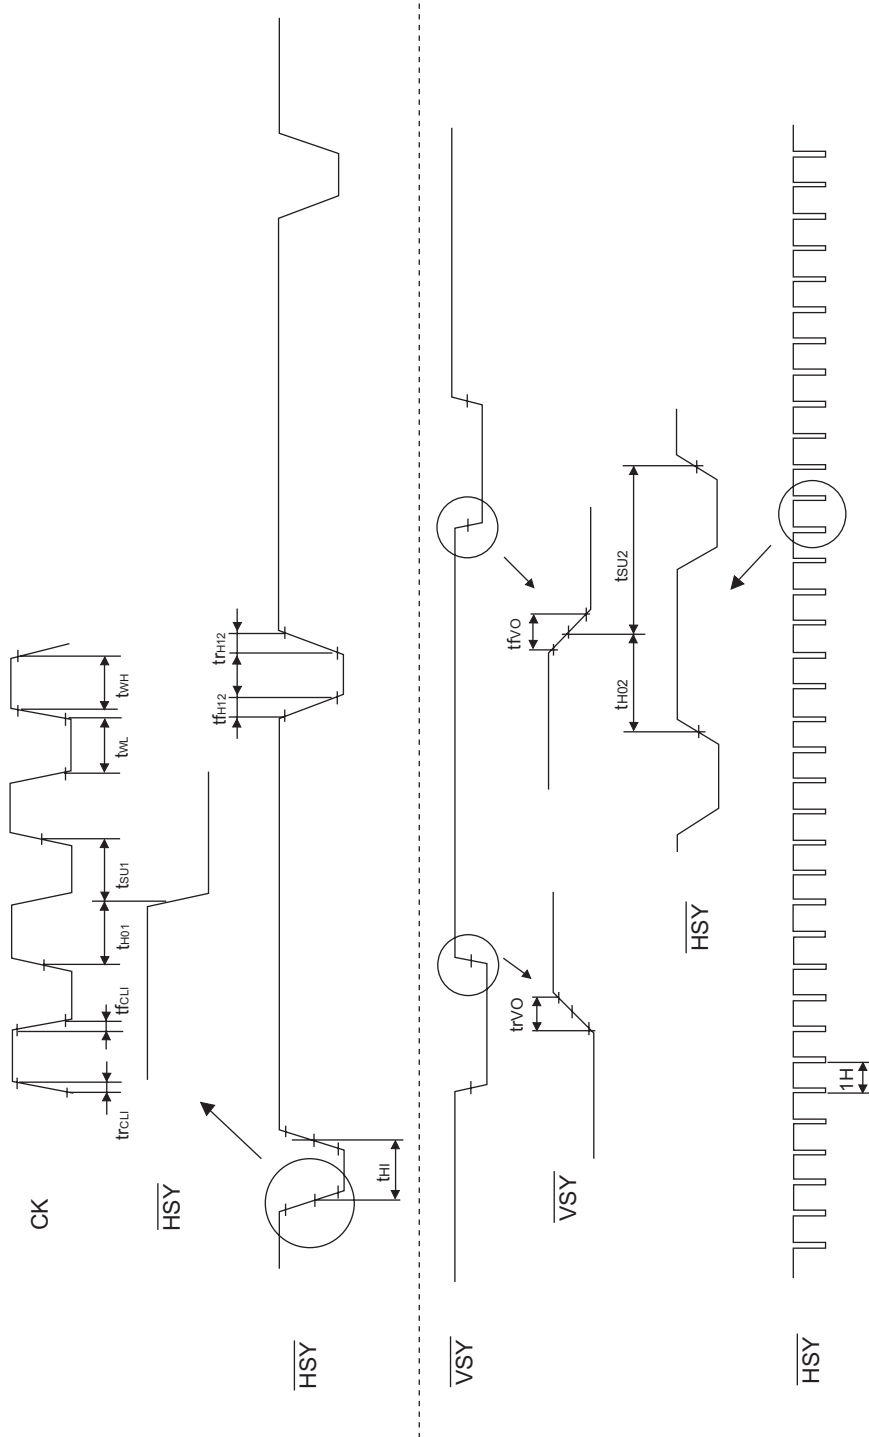 CK
trCLI
tfCLI
tH01
tSU1
tWL
tWH
HSY
HSY
tHI
tfH12
trH12
VSY
VSY
trVO
tfVO
HSY
tH02
tSU2
HSY
1H